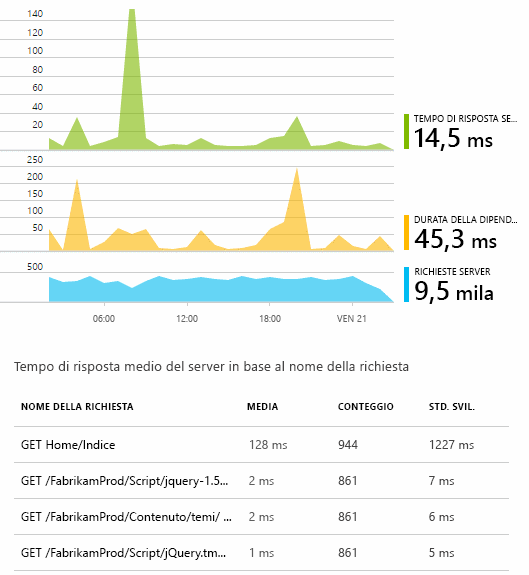 140
120
100
80
60
40
20
TEMPO DI RISPOSTA SE...
14,5 ms
250
200
150
100
50
DURATA DELLA DIPEND...
45,3 ms
500
RICHIESTE SERVER
9,5 mila
06:00 12:00 18:00 VEN 21
Tempo di risposta medio del server in base al nome della richiesta
NOME DELLA RICHIESTA MEDIA CONTEGGIO STD. SVIL.
GET Home/Indice 128 ms 944 1227 ms
GET /FabrikamProd/Script/jquery-1.5... 2 ms 861 7 ms
GET /FabrikamProd/Contenuto/temi/ ... 2 ms 861 6 ms
GET /FabrikamProd/Script/jQuery.tm... 1 ms 861 5 ms